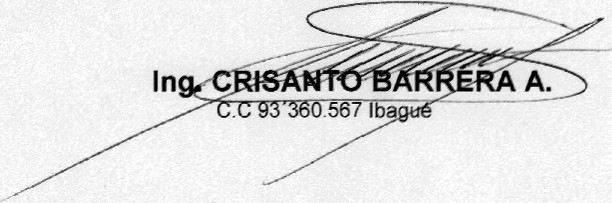 Ing. CRISANTO BARRERA A.
C.C 93´360.567 Ibagué